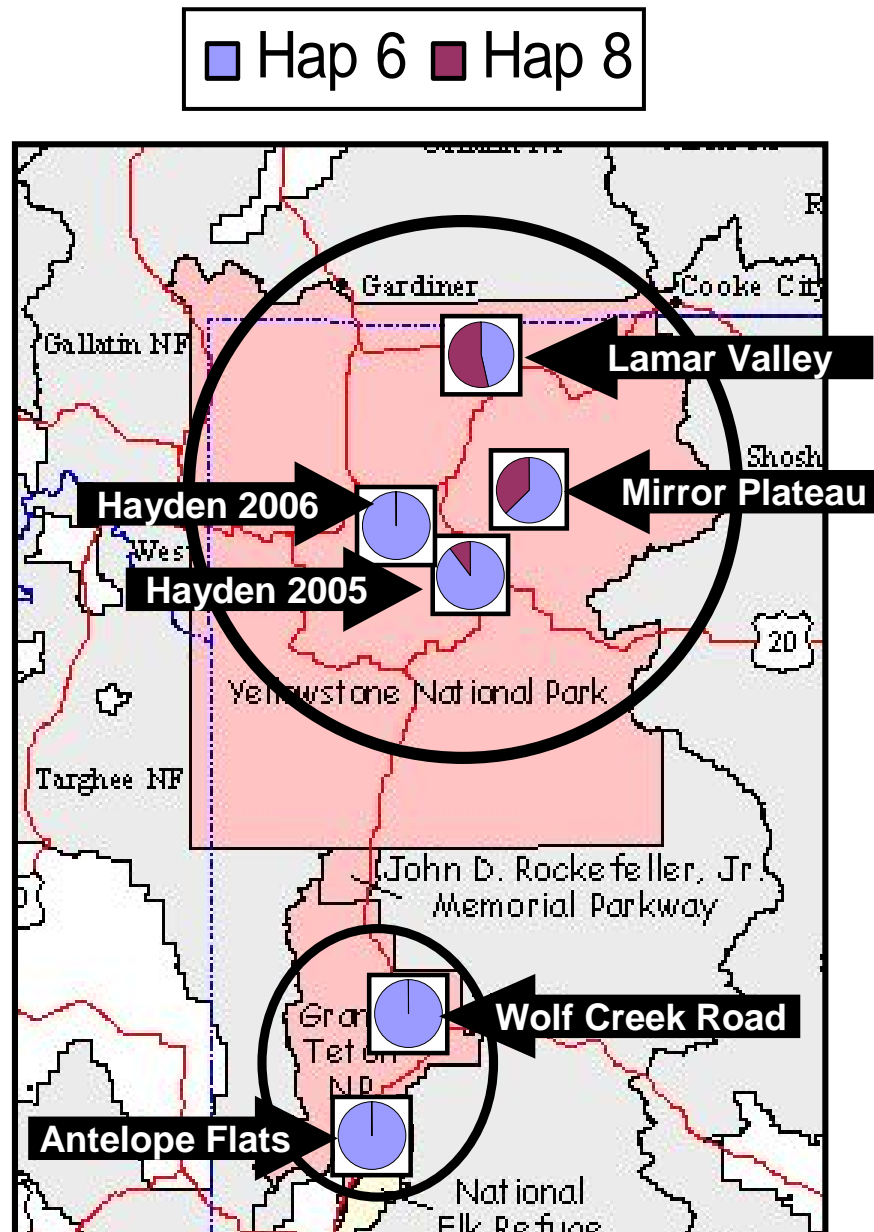 Hap 6 Hap 8
Gardiner
Cooke City
Gallatin NF
Lamar Valley
Shosh
Mirror Plateau
Hayden 2006
West
Hayden 2005
20
Yellowstone National Park
Targhee NF
John D. Rockefeller, Jr.
Memorial Parkway
Wolf Creek Road
Grand
Teton
NP
Antelope Flats
National
Elk Refuge